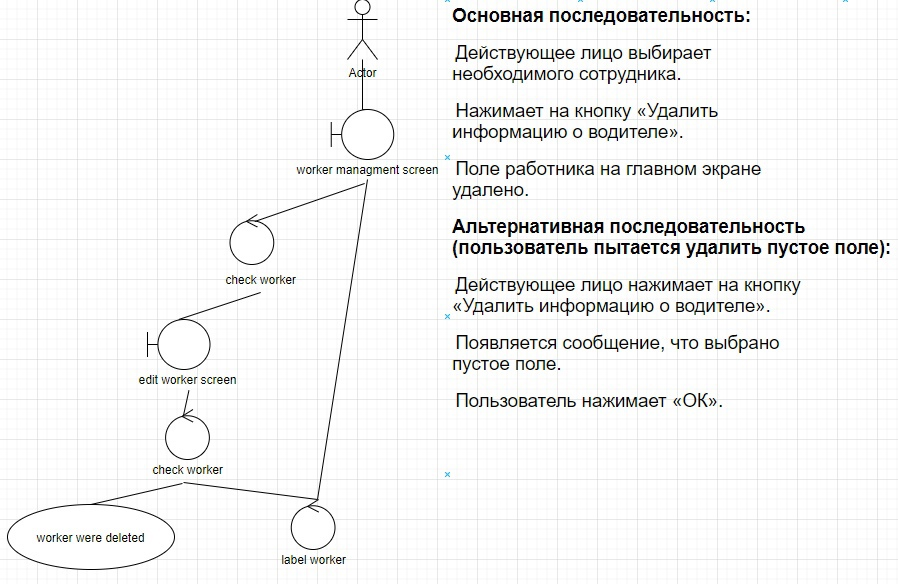 Actor
worker managment screen
check worker
edit worker screen
check worker
worker were deleted
label worker
Основная последовательность:
Действующее лицо выбирает
необходимого сотрудника.
Нажимает на кнопку «Удалить
информацию о водителе».
Поле работника на главном экране
удалено.
Альтернативная последовательность
(пользователь пытается удалить пустое поле):
Действующее лицо нажимает на кнопку
«Удалить информацию о водителе».
Появляется сообщение, что выбрано
пустое поле.
Пользователь нажимает «ОК».